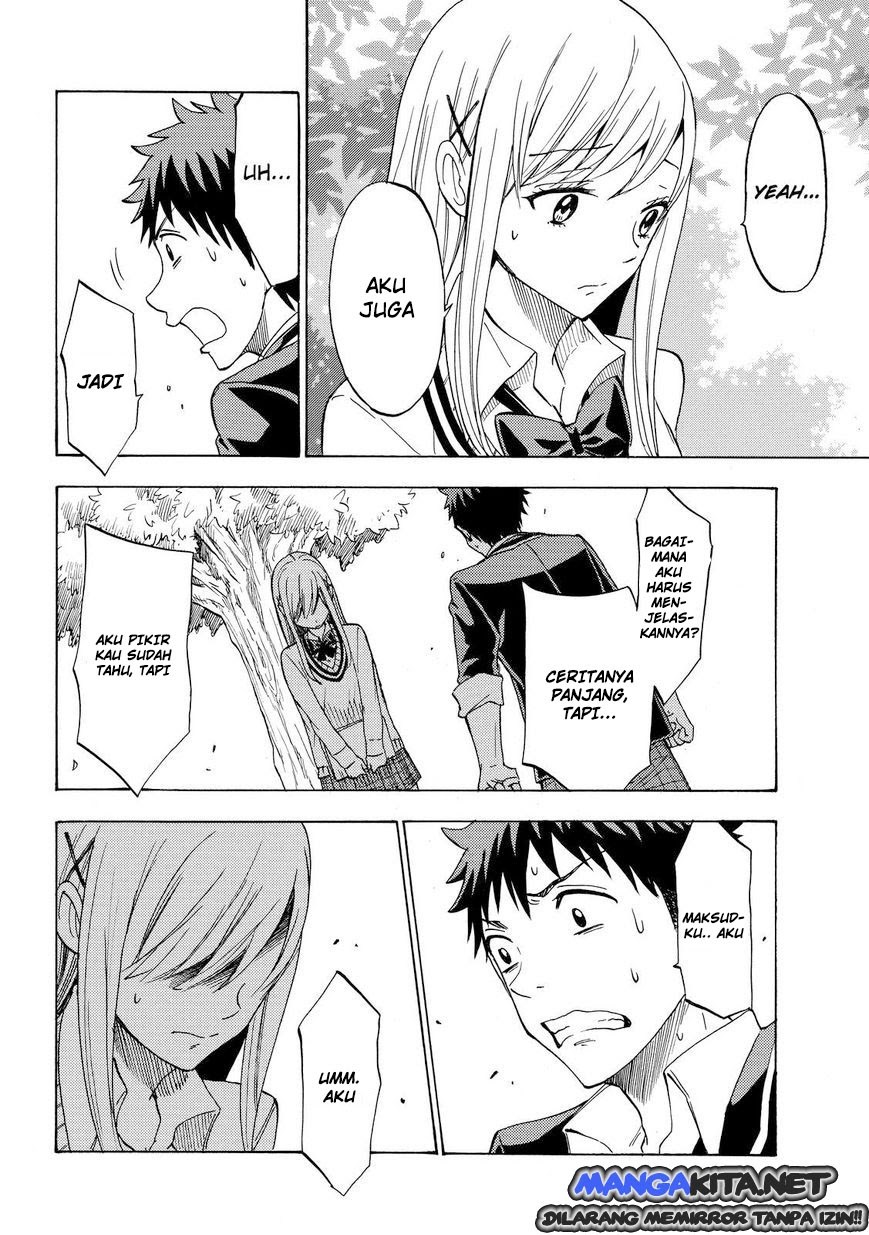 YEAH...
AKU
JUGA
UH...
JADI
BAGAI-
MANA
AKU
HARUS
MEN-
JELAS-
KANNYA?
CERITANYA
PANJANG,
TAPI...
AKU PIKIR
KAU SUDAH
TAHU, TAPI
MAKSUD-
KU.. AKU
UMM.
AKU
MANGAKITA.NET
DILARANG MEMIRROR TANPA IZIN!!